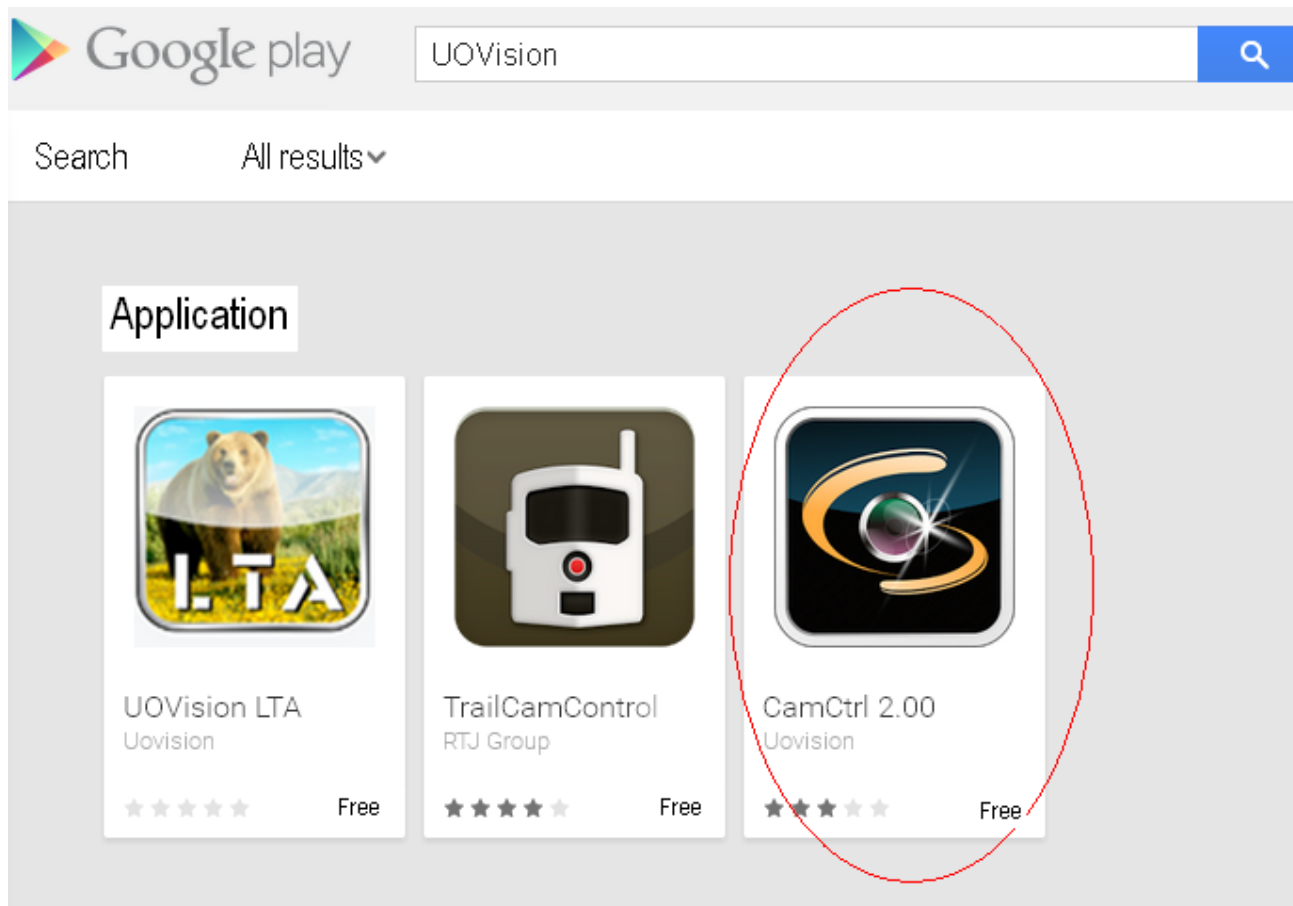 Google play
UOVision
Search
All results
Application
LTA
UOVision LTA
Uovision
Free
TrailCamControl
RTJ Group
Free
CamCtrl 2.00
Uovision
Free